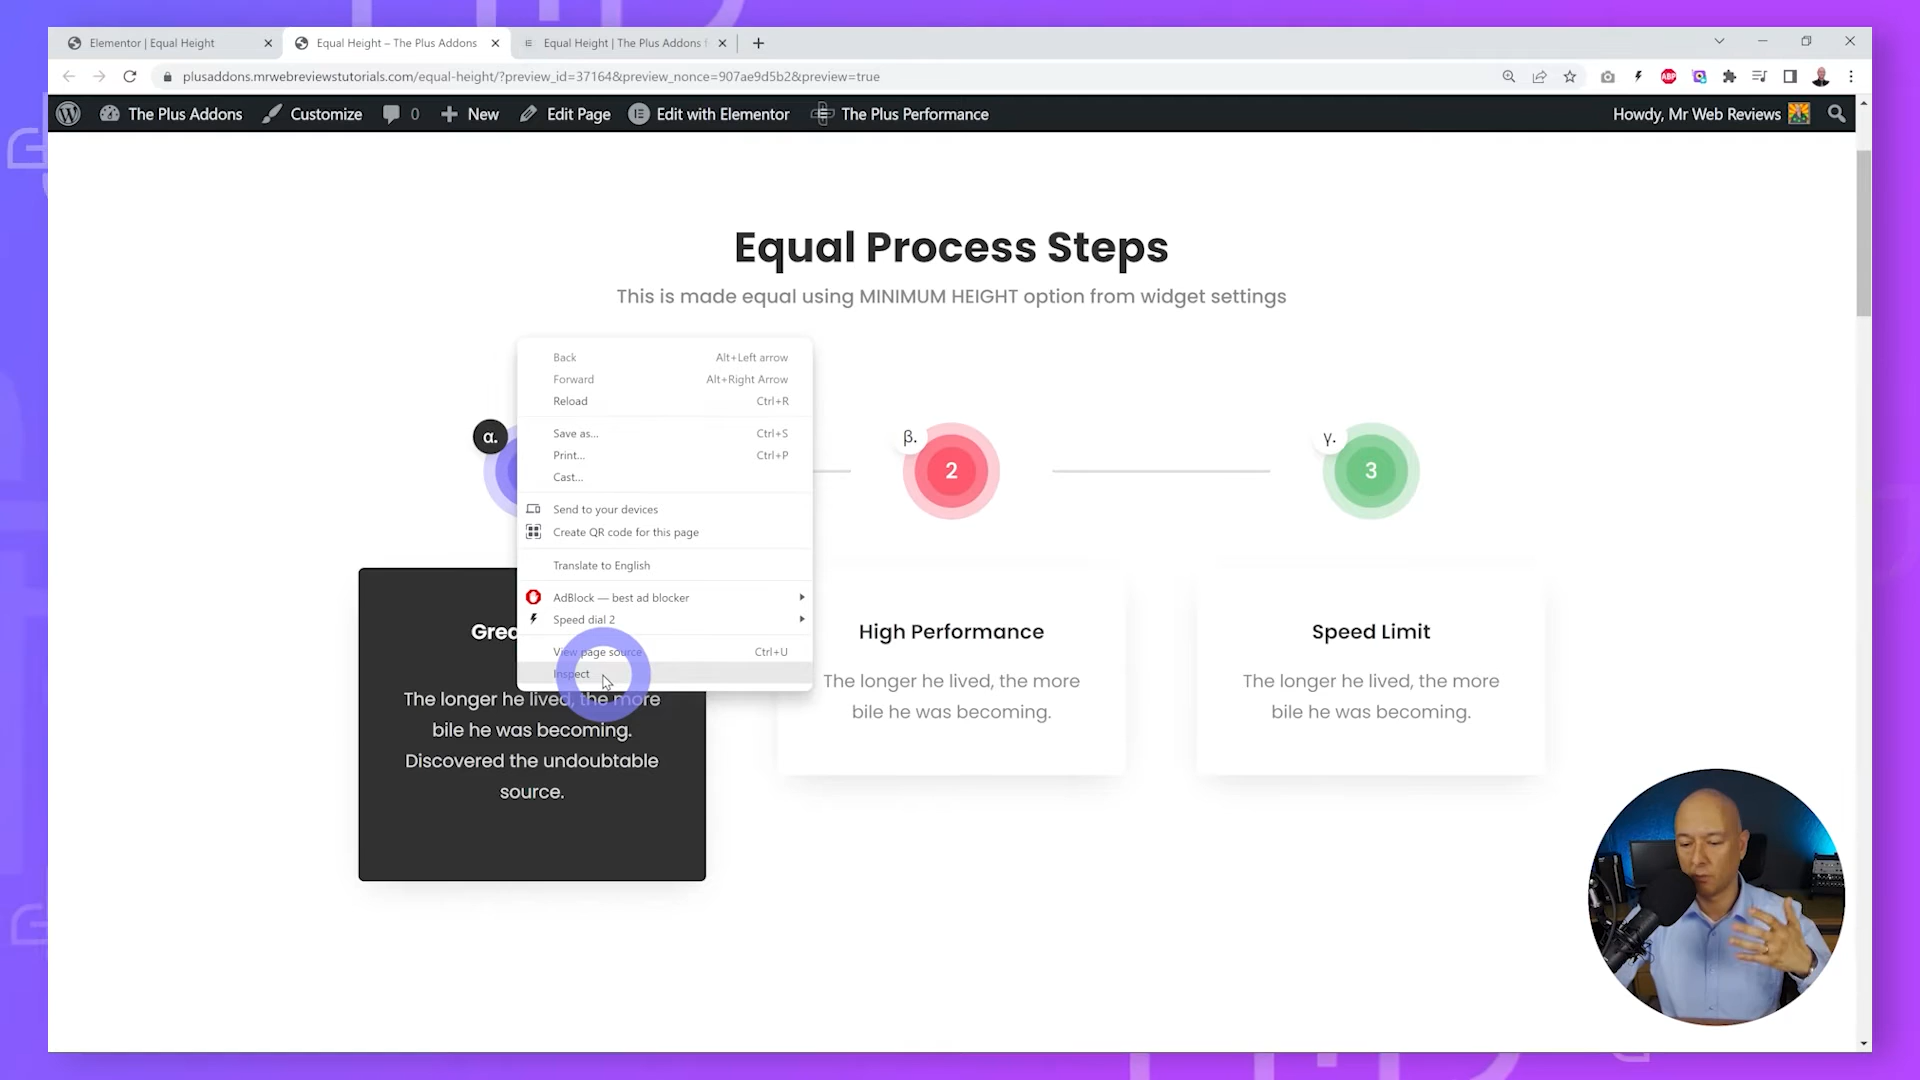 Elementor | Equal Height
Equal Height – The Plus Addons
Equal Height | The Plus Addons f
plusaddons.mrwebreviewstutorials.com/equal-height/?preview_id=37164&preview_nonce=907ae9d5b2&preview=true
ABP
The Plus Addons
Customize
0
New
Edit Page
Edit with Elementor
The Plus Performance
Howdy, Mr Web Reviews
Equal Process Steps
This is made equal using MINIMUM HEIGHT option from widget settings
Back Alt+Left arrow
Forward Alt+Right Arrow
Reload Ctrl+R
Save as... Ctrl+S
Print... Ctrl+P
Cast...
Send to your devices
Create QR code for this page
Translate to English
AdBlock — best ad blocker
Speed dial 2
View page source Ctrl+U
Inspect
α.
β.
2
γ.
3
Grea
The longer he lived, the more
bile he was becoming.
Discovered the undoubtable
source.
High Performance
The longer he lived, the more
bile he was becoming.
Speed Limit
The longer he lived, the more
bile he was becoming.